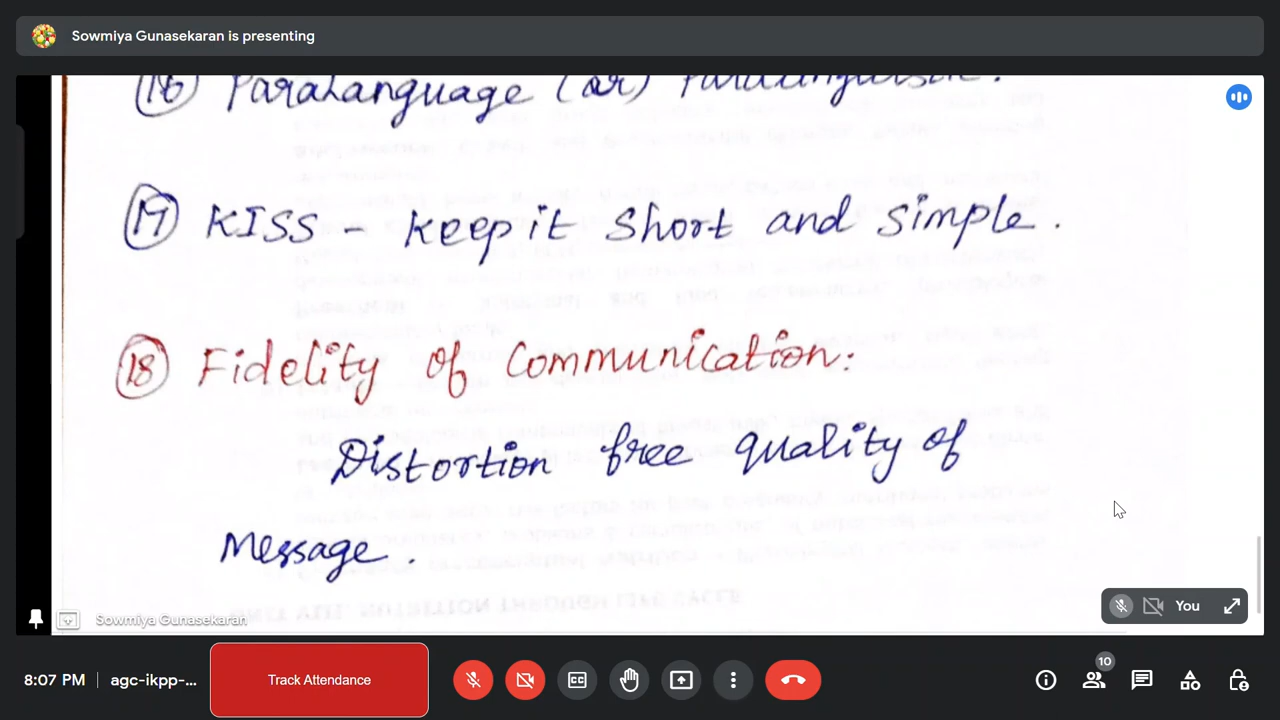 Sowmiya Gunasekaran is presenting
16 Paralanguage (or) Paralinguistic.
17 KISS - Keep it Short and Simple.
18 Fidelity of Communication:
Distortion free quality of
Message.
Sowmiya Gunasekaran
You
8:07 PM | agc-ikpp-...
Track Attendance
10